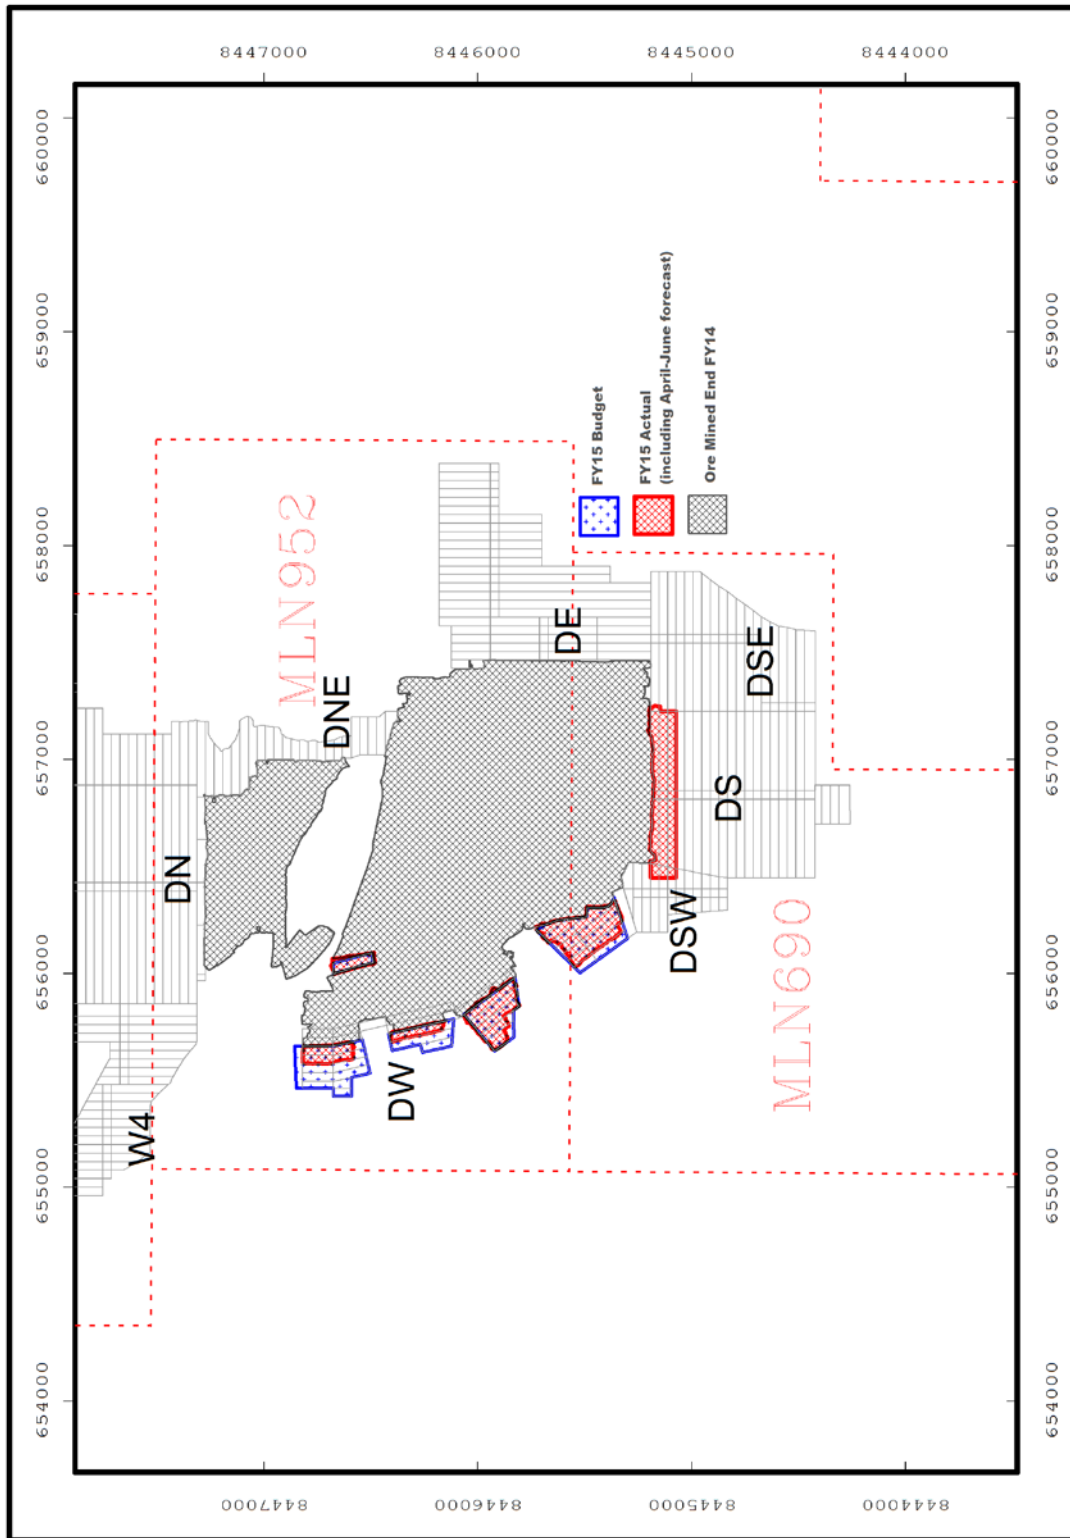 8447000
8446000
8445000
8444000
660000
659000
658000
657000
656000
655000
654000
660000
659000
658000
657000
656000
655000
654000
8447000
8446000
8445000
8444000
MLN952
MLN690
W4
DN
DNE
DE
DSE
DS
DSW
DW
FY15 Budget
FY15 Actual
(including April-June forecast)
Ore Mined End FY14